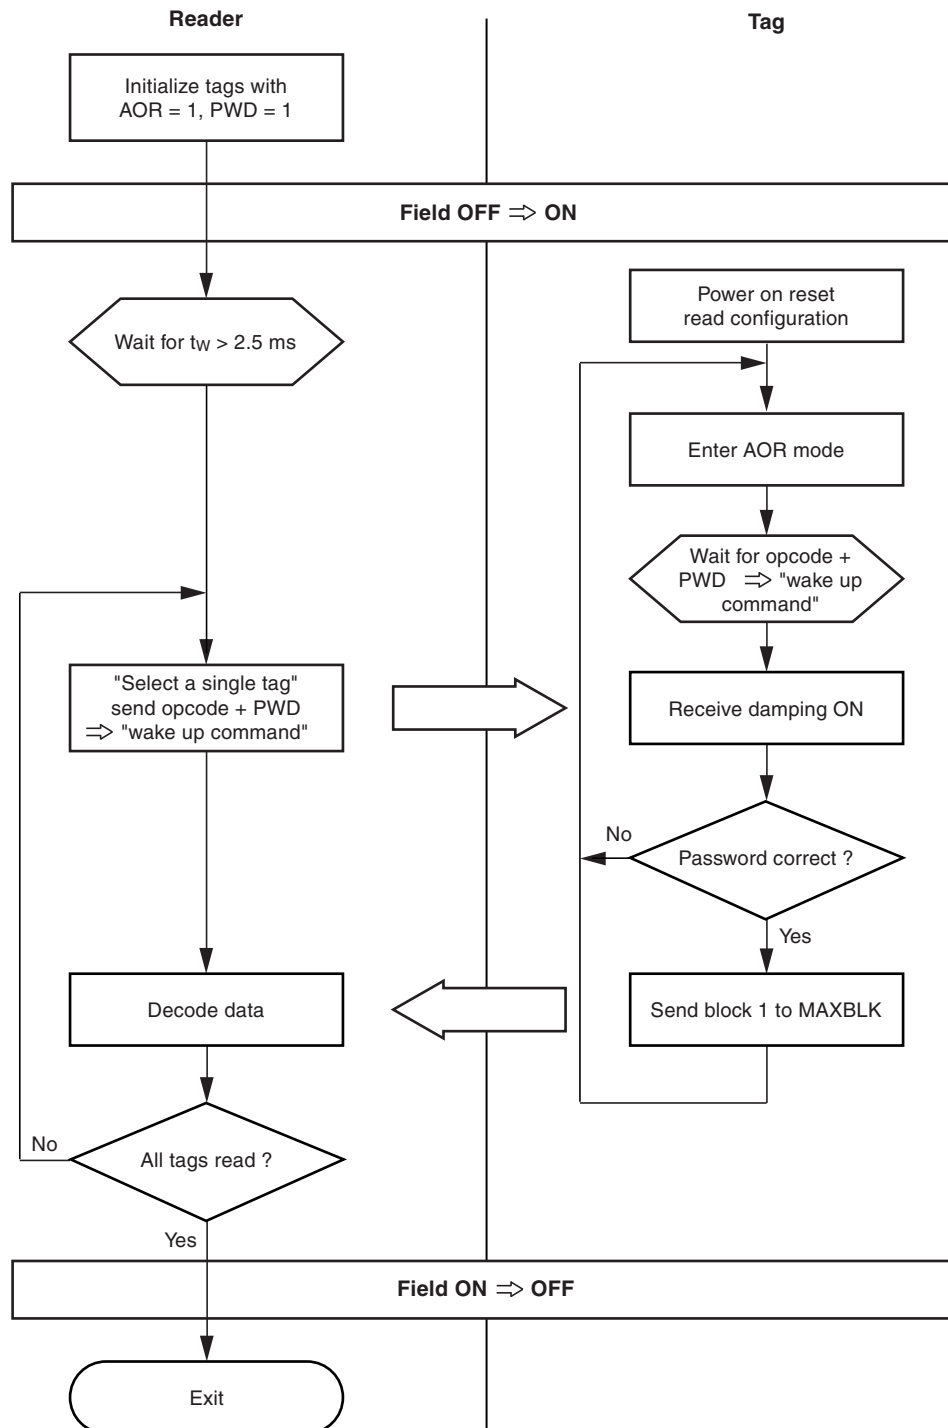 Reader
Tag
Initialize tags with
AOR = 1, PWD = 1
Field OFF ⇒ ON
Power on reset
read configuration
Wait for tW > 2.5 ms
Enter AOR mode
Wait for opcode +
PWD ⇒ "wake up
command"
"Select a single tag"
send opcode + PWD
⇒ "wake up command"
Receive damping ON
No
Password correct ?
Yes
Decode data
Send block 1 to MAXBLK
No
All tags read ?
Yes
Field ON ⇒ OFF
Exit